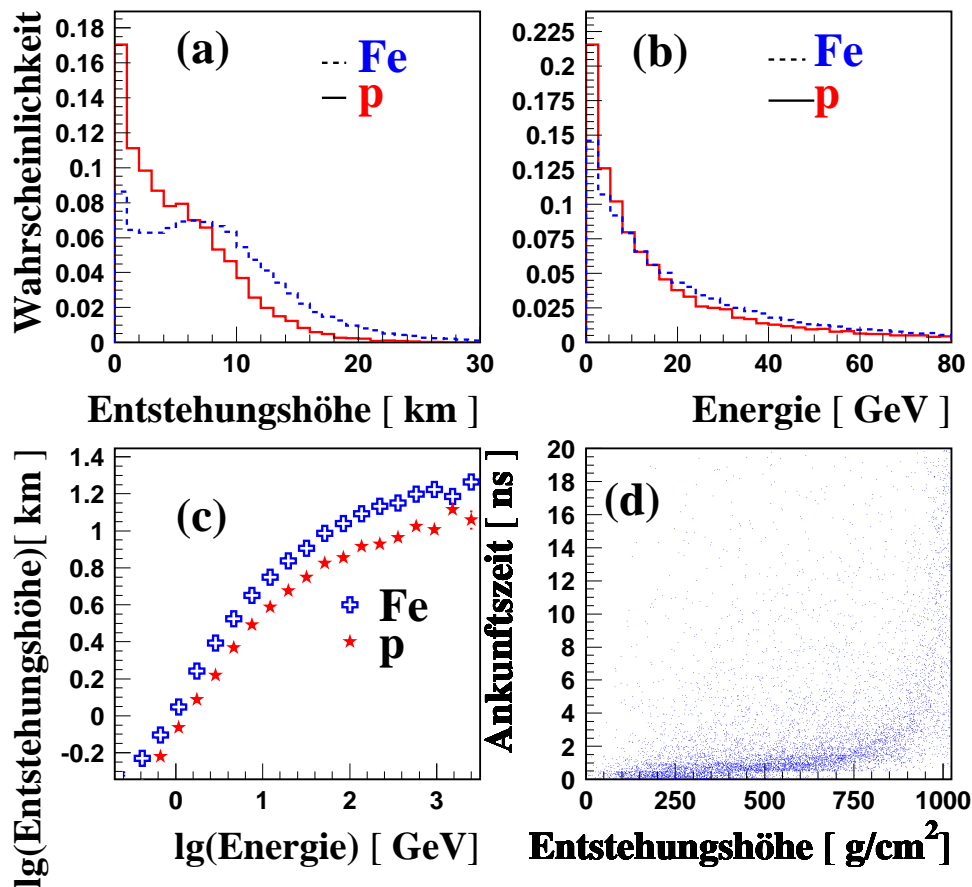 Wahrscheinlichkeit
0.18
0.16
0.14
0.12
0.1
0.08
0.06
0.04
0.02
0
(a)
Fe
p
0 10 20 30
Entstehungshöhe [ km ]
0.225
0.2
0.175
0.15
0.125
0.1
0.075
0.05
0.025
0
(b)
Fe
p
0 20 40 60 80
Energie [ GeV ]
lg(Entstehungshöhe)[ km ]
1.4
1.2
1
0.8
0.6
0.4
0.2
0
-0.2
(c)
Fe
p
0 1 2 3
lg(Energie) [ GeV ]
Ankunftszeit [ ns ]
20
18
16
14
12
10
8
6
4
2
0
(d)
0 250 500 750 1000
Entstehungshöhe [ g/cm²]